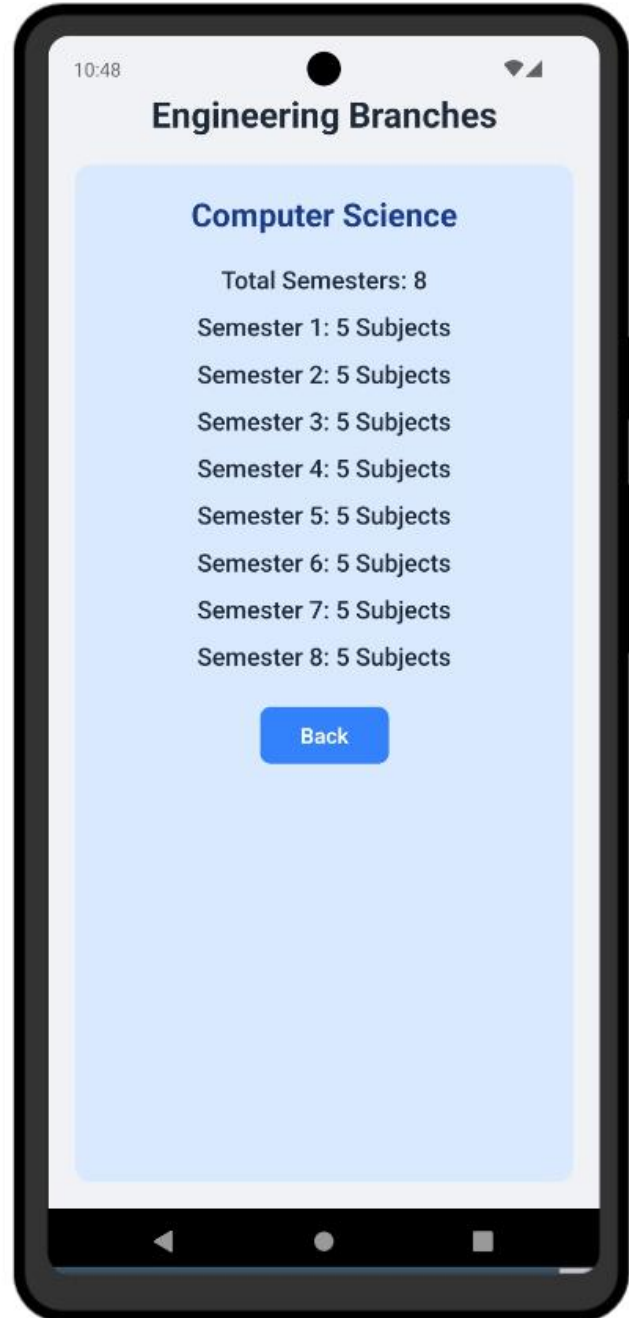 10:48
Engineering Branches
Computer Science
Total Semesters: 8
Semester 1: 5 Subjects
Semester 2: 5 Subjects
Semester 3: 5 Subjects
Semester 4: 5 Subjects
Semester 5: 5 Subjects
Semester 6: 5 Subjects
Semester 7: 5 Subjects
Semester 8: 5 Subjects
Back